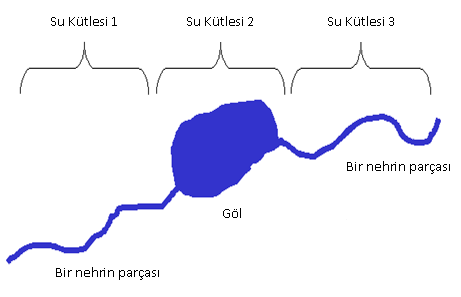 Su Kütlesi 1
Su Kütlesi 2
Su Kütlesi 3
Bir nehrin parçası
Göl
Bir nehrin parçası